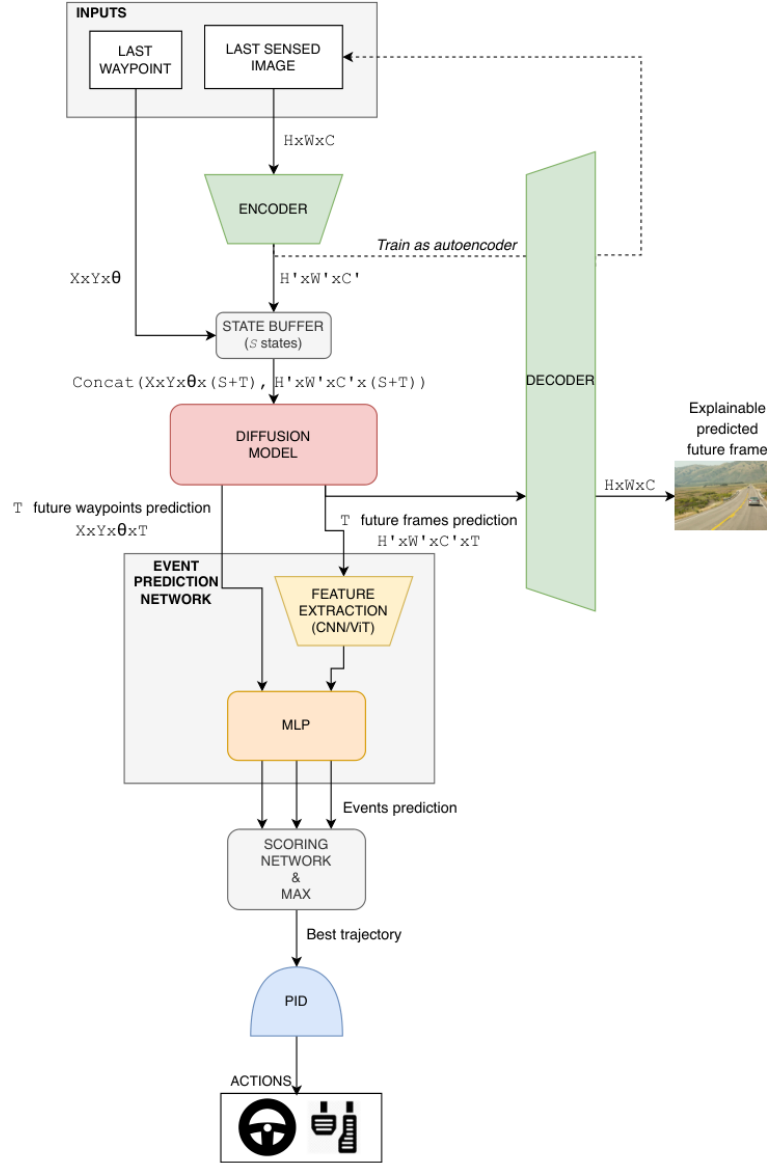 INPUTS
LAST
WAYPOINT
LAST SENSED
IMAGE
HxWxC
ENCODER
Train as autoencoder
XxYxθ
H'xW'xC'
STATE BUFFER
(S states)
Concat(XxYxθx(S+T), H'xW'xC'x(S+T))
DECODER
DIFFUSION
MODEL
Explainable
predicted
future frame
HxWxC
T future waypoints prediction
XxYxθxT
T future frames prediction
H'xW'xC'xT
EVENT
PREDICTION
NETWORK
FEATURE
EXTRACTION
(CNN/ViT)
MLP
Events prediction
SCORING
NETWORK
&
MAX
Best trajectory
PID
ACTIONS